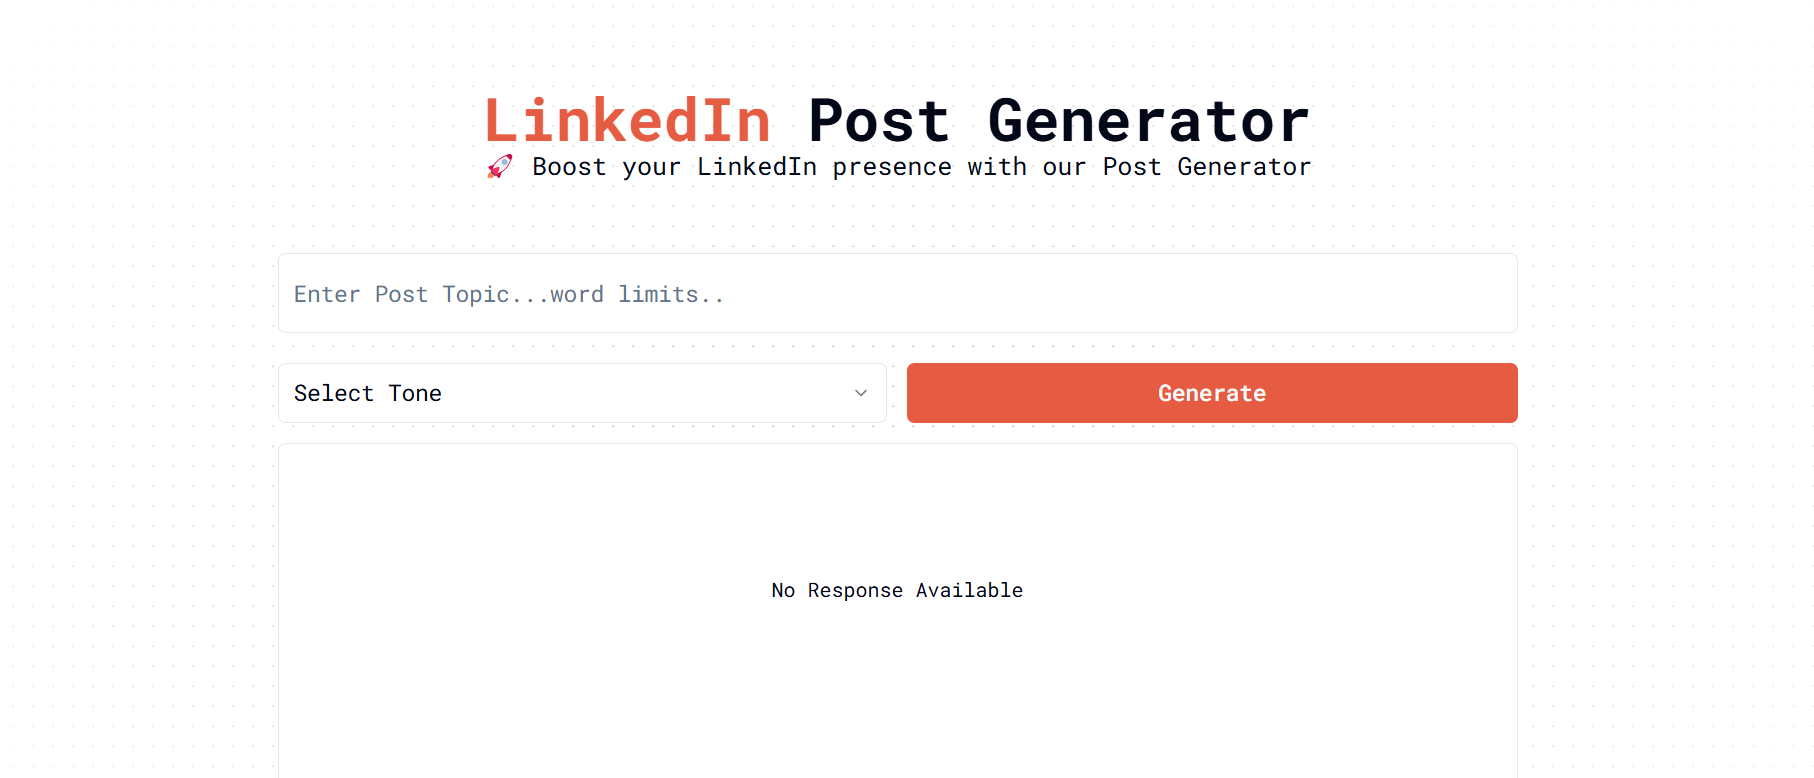 LinkedIn Post Generator
🚀 Boost your LinkedIn presence with our Post Generator
Enter Post Topic...word limits..
Select Tone
Generate
No Response Available